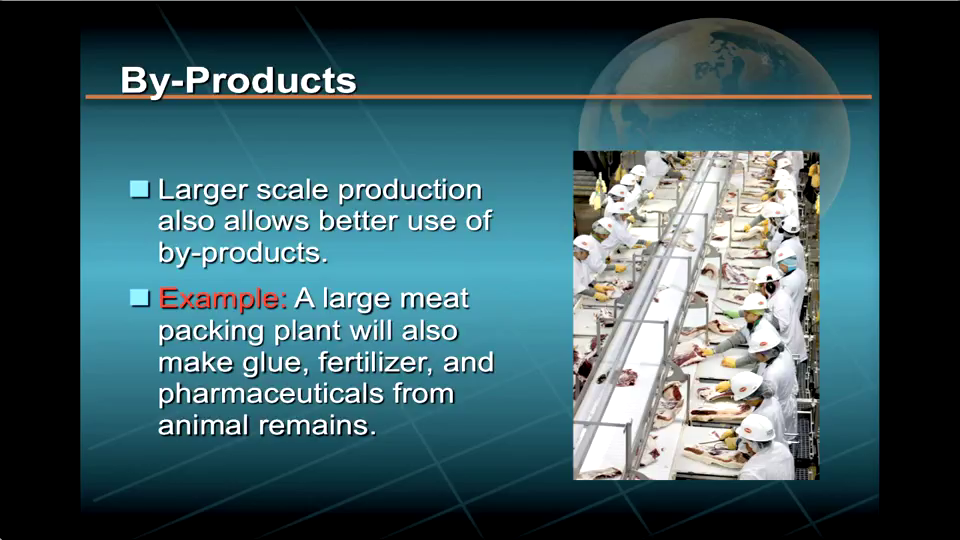 By-Products
Larger scale production
also allows better use of
by-products.
Example: A large meat
packing plant will also
make glue, fertilizer, and
pharmaceuticals from
animal remains.